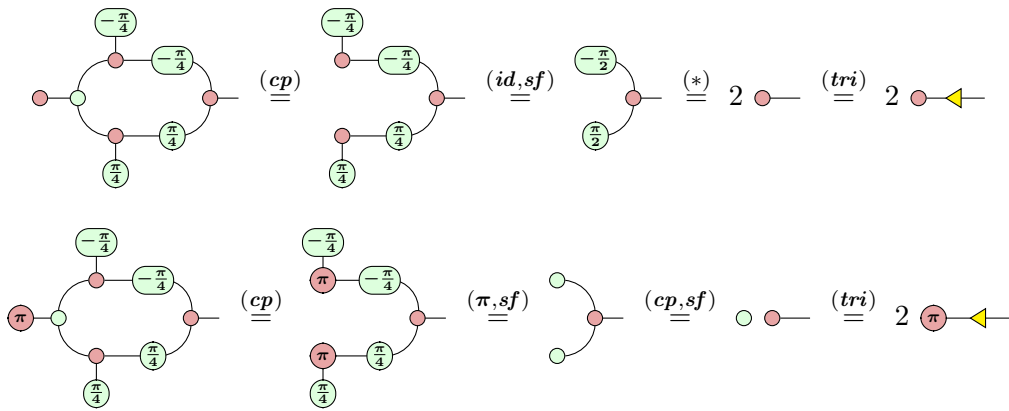 −π/4 −π/4 π/4 π/4 (cp) = −π/4 −π/4 π/4 π/4 (id,sf) = −π/2 π/2 (*) = 2 (tri) = 2
π −π/4 −π/4 π/4 π/4 (cp) = −π/4 π −π/4 π π/4 π/4 (π,sf) = (cp,sf) = (tri) = 2 π